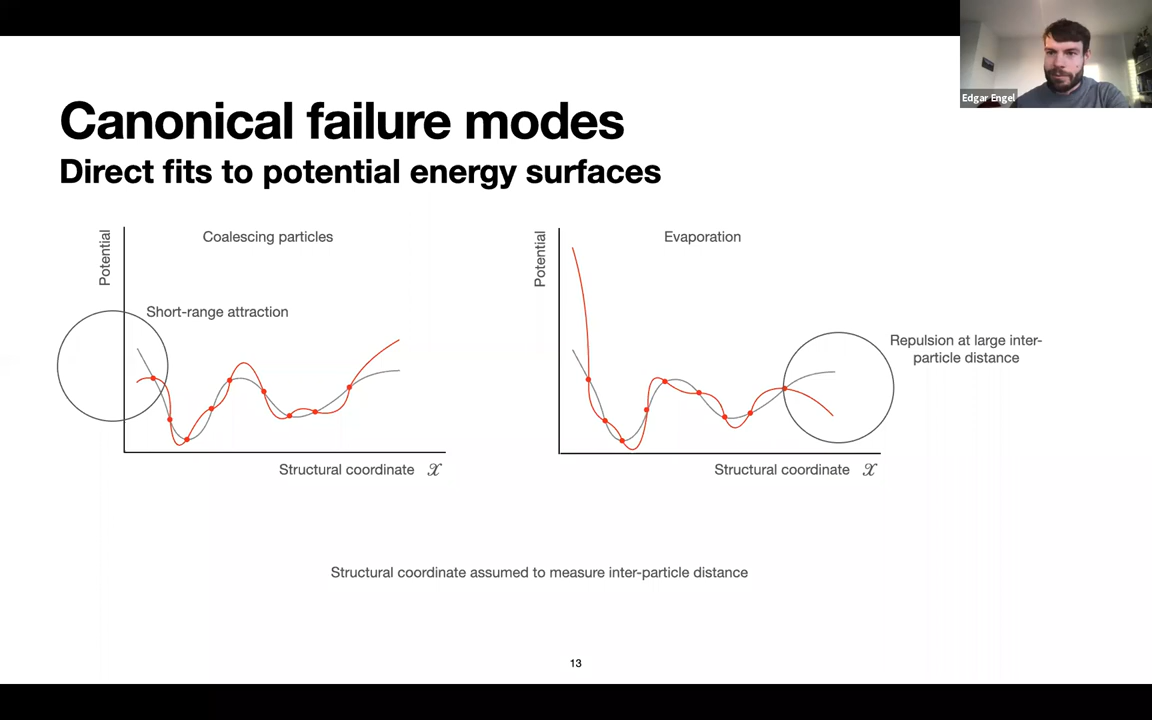 Edgar Engel
Canonical failure modes
Direct fits to potential energy surfaces
Potential
Coalescing particles
Short-range attraction
Structural coordinate 𝒳
Potential
Evaporation
Repulsion at large inter-
particle distance
Structural coordinate 𝒳
Structural coordinate assumed to measure inter-particle distance
13